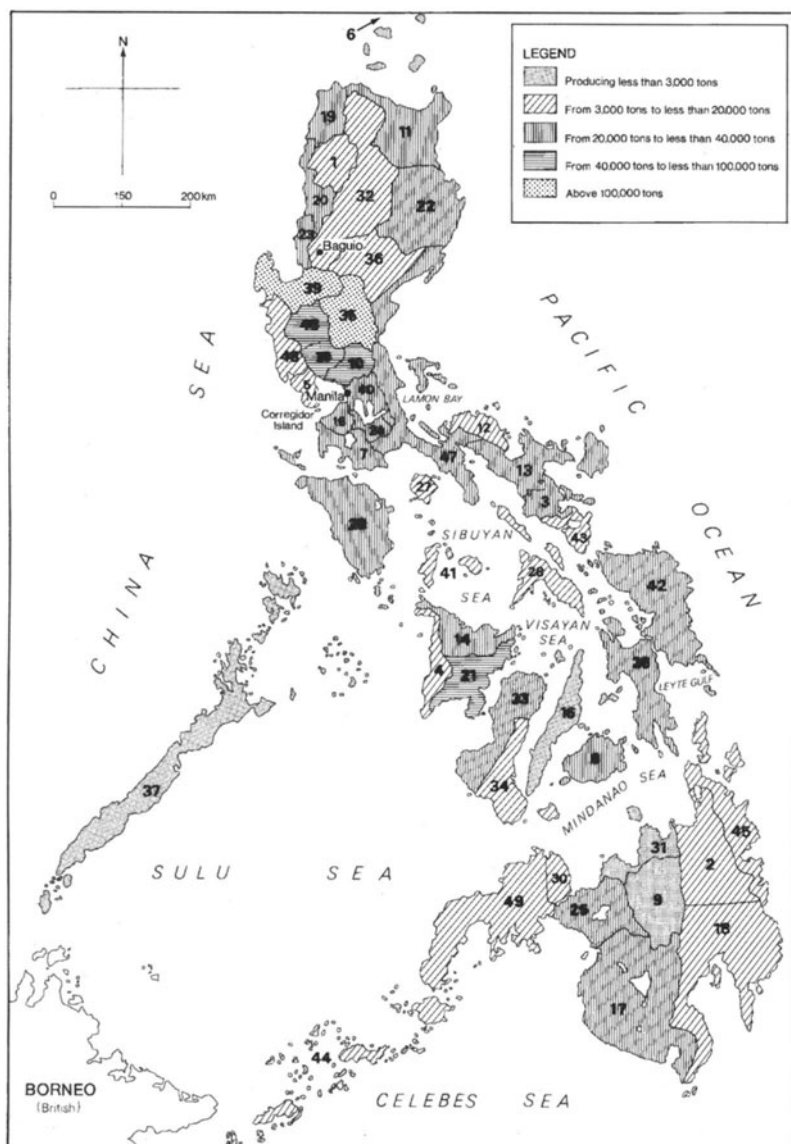 6
N
LEGEND
Producing less than 3,000 tons
From 3,000 tons to less than 20,000 tons
From 20,000 tons to less than 40,000 tons
From 40,000 tons to less than 100,000 tons
Above 100,000 tons
0 150 200 km
19
11
1
32
20
22
Baguio
36
39
35
5
Manila
40
LAMON BAY
Corregidor
Island
7
12
47
13
3
27
43
SIBUYAN
SEA
41
28
42
VISAYAN
SEA
14
4
21
LEYTE GULF
33
15
8
34
MINDANAO SEA
37
31
45
2
SULU SEA
30
49
25
9
18
17
44
BORNEO
(British)
CELEBES SEA
CHINA SEA
PACIFIC OCEAN